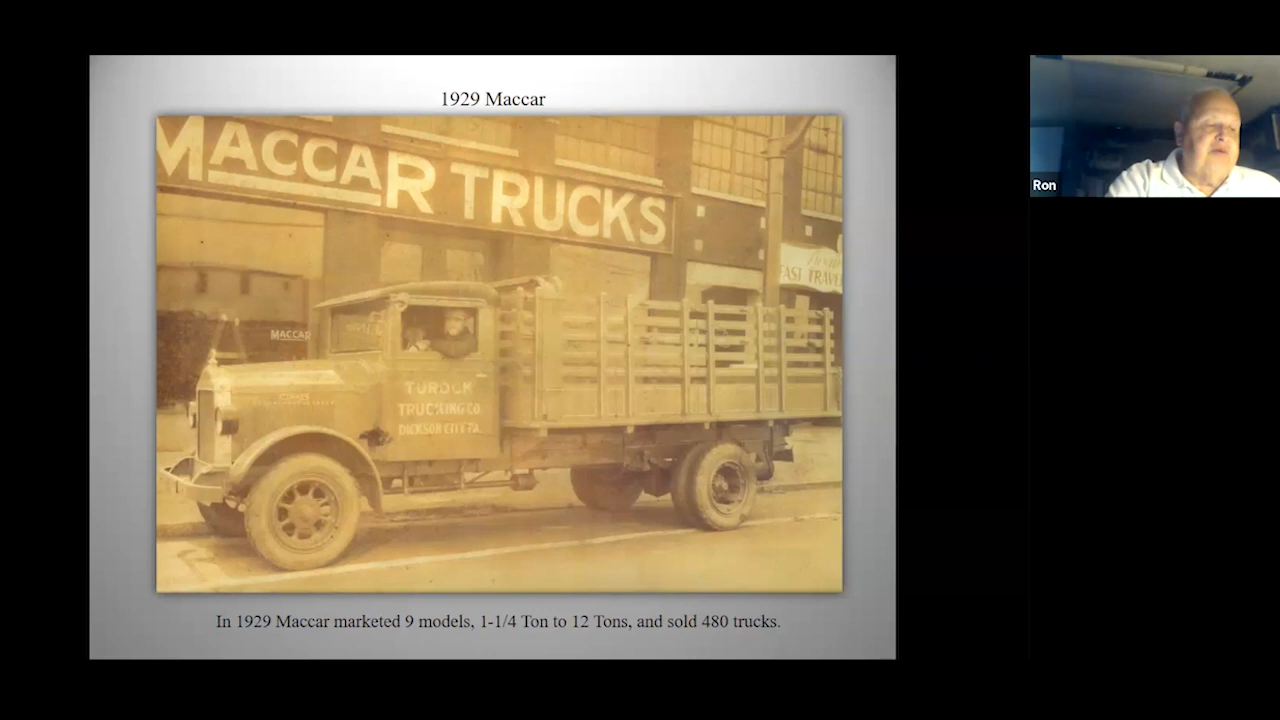 1929 Maccar
MACCAR TRUCKS
FAST TRAVEL
MACCAR
TUROCK
TRUCKING CO.
DICKSON CITY PA.
In 1929 Maccar marketed 9 models, 1-1/4 Ton to 12 Tons, and sold 480 trucks.
Ron